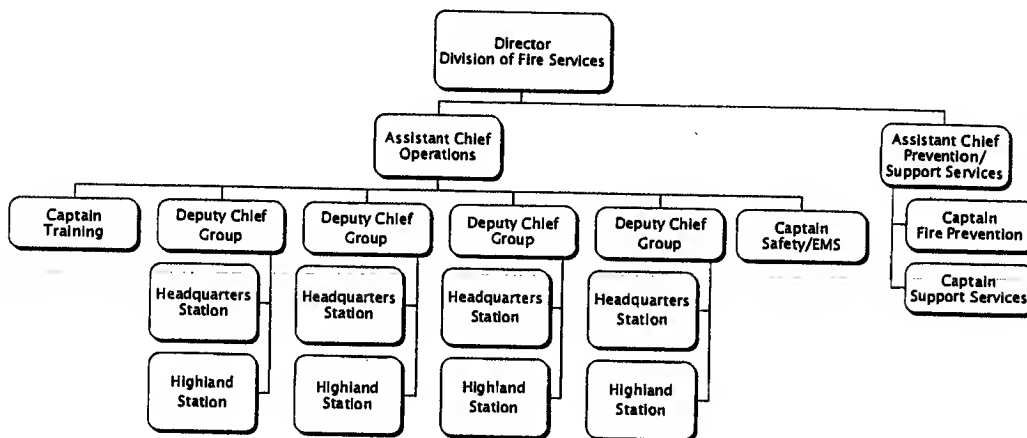 Director
Division of Fire Services
Assistant Chief
Operations
Assistant Chief
Prevention/
Support Services
Captain
Training
Deputy Chief
Group
Deputy Chief
Group
Deputy Chief
Group
Deputy Chief
Group
Captain
Safety/EMS
Captain
Fire Prevention
Captain
Support Services
Headquarters
Station
Headquarters
Station
Headquarters
Station
Headquarters
Station
Highland
Station
Highland
Station
Highland
Station
Highland
Station